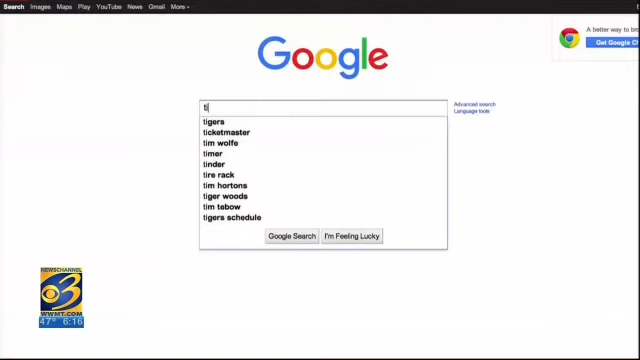 Search Images Maps Play YouTube News Gmail More
A better way to bro
Get Google Ch
Google
ti
Advanced search
Language tools
tigers
ticketmaster
tim wolfe
timer
tinder
tire rack
tim hortons
tiger woods
tim tebow
tigers schedule
Google Search I'm Feeling Lucky
NEWSCHANNEL
3
WWMT.COM
47° 6:16